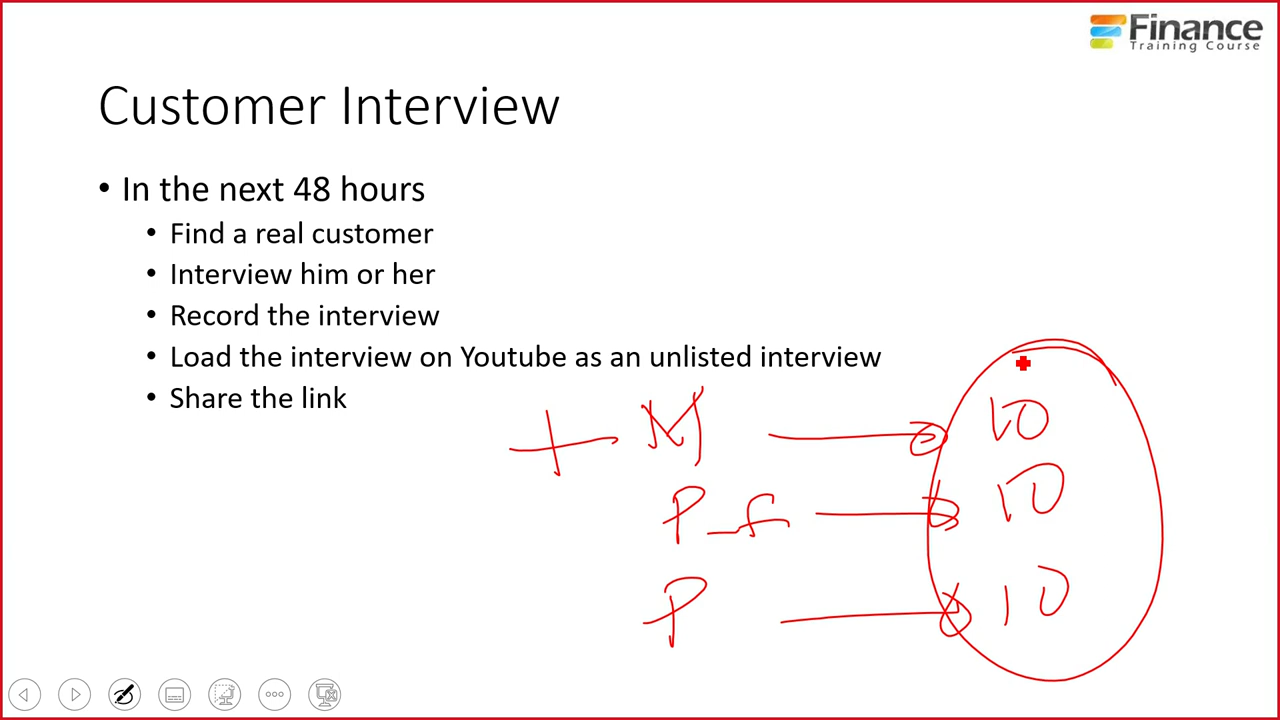 Finance
Training Course
Customer Interview
• In the next 48 hours
• Find a real customer
• Interview him or her
• Record the interview
• Load the interview on Youtube as an unlisted interview
• Share the link
+ M 10
P_f 10
P 10